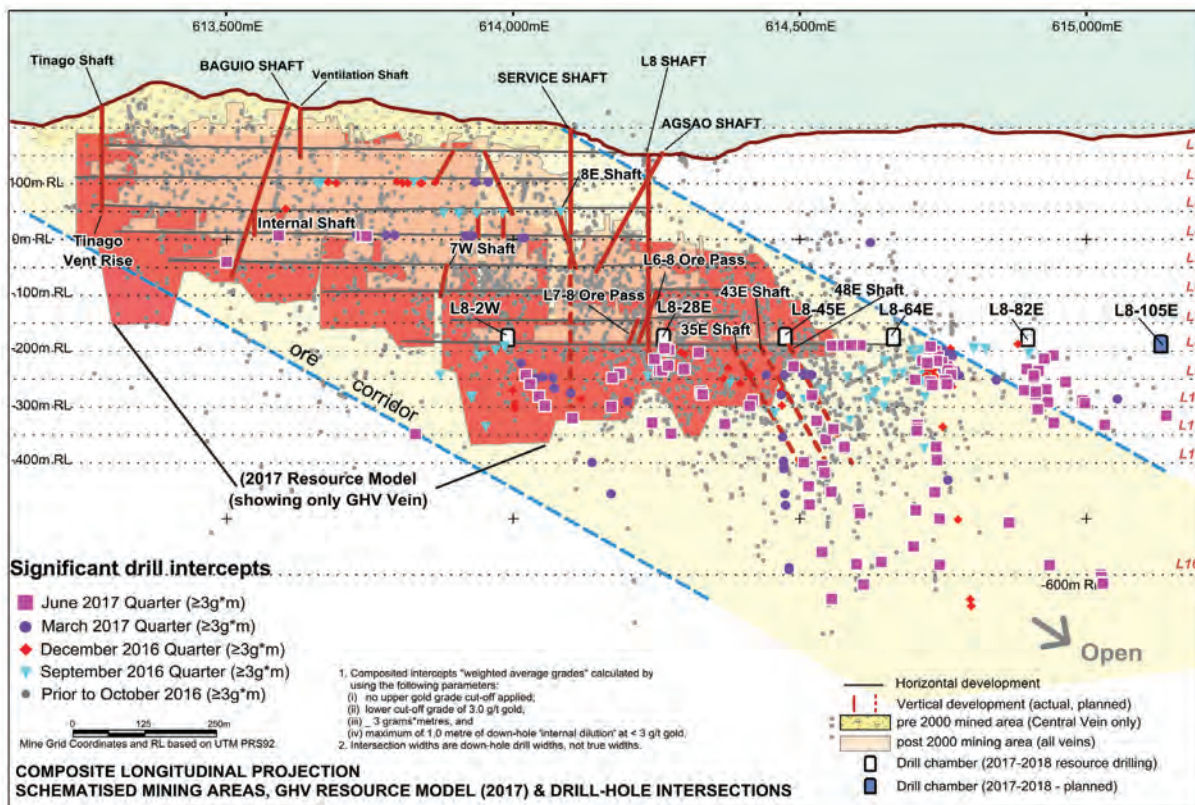 613,500mE
614,000mE
614,500mE
615,000mE
Tinago Shaft
BAGUIO SHAFT
Ventilation Shaft
SERVICE SHAFT
L8 SHAFT
AGSAO SHAFT
100m RL
8E Shaft
Internal Shaft
0m RL
Tinago
Vent Rise
7W Shaft
L6-8 Ore Pass
-100m RL
L7-8 Ore Pass
43E Shaft
48E Shaft
L8-2W
L8-28E
L8-45E
L8-64E
L8-82E
L8-105E
35E Shaft
-200m RL
ore corridor
-300m RL
-400m RL
(2017 Resource Model
(showing only GHV Vein)
L16
-600m RL
Open
Significant drill intercepts
June 2017 Quarter (≥3g*m)
March 2017 Quarter (≥3g*m)
December 2016 Quarter (≥3g*m)
September 2016 Quarter (≥3g*m)
Prior to October 2016 (≥3g*m)
0 125 250m
Mine Grid Coordinates and RL based on UTM PRS92.
1. Composited intercepts "weighted average grades" calculated by
using the following parameters:
(i) no upper gold grade cut-off applied;
(ii) lower cut-off grade of 3.0 g/t gold,
(iii) _ 3 grams*metres, and
(iv) maximum of 1.0 metre of down-hole 'internal dilution' at < 3 g/t gold.
2. Intersection widths are down-hole drill widths, not true widths.
Horizontal development
Vertical development (actual, planned)
pre 2000 mined area (Central Vein only)
post 2000 mining area (all veins)
Drill chamber (2017-2018 resource drilling)
Drill chamber (2017-2018 - planned)
COMPOSITE LONGITUDINAL PROJECTION
SCHEMATISED MINING AREAS, GHV RESOURCE MODEL (2017) & DRILL-HOLE INTERSECTIONS